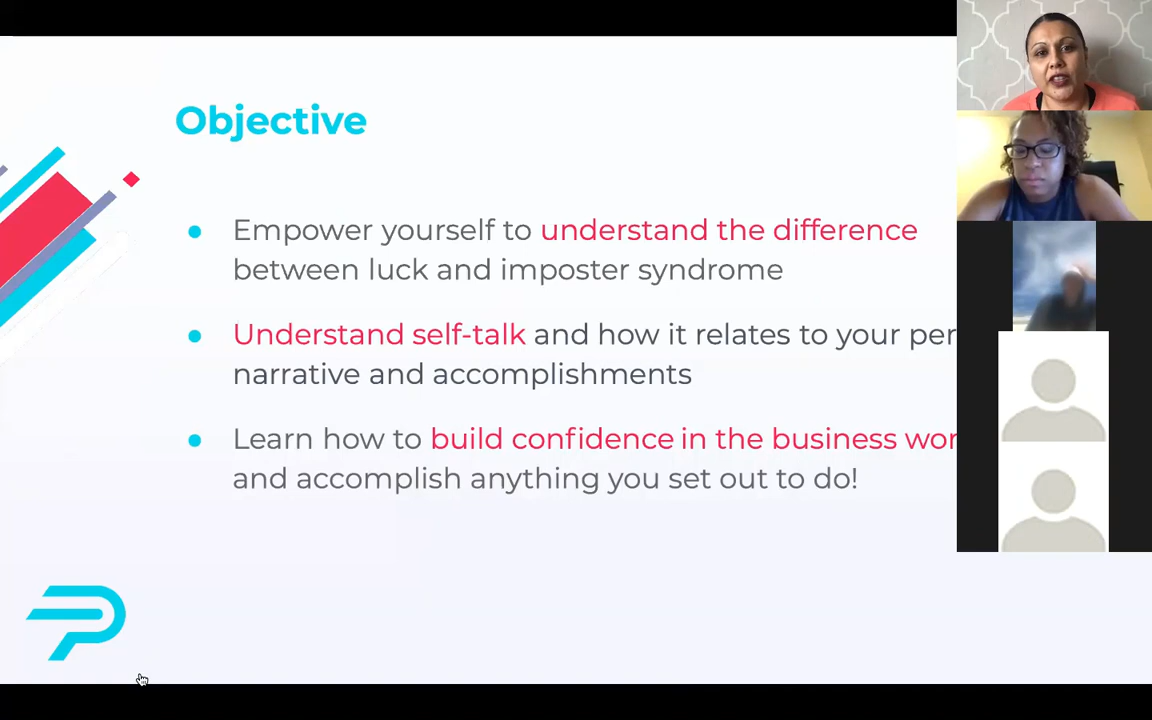 Objective
Empower yourself to understand the difference
between luck and imposter syndrome
Understand self-talk and how it relates to your per
narrative and accomplishments
Learn how to build confidence in the business wor
and accomplish anything you set out to do!